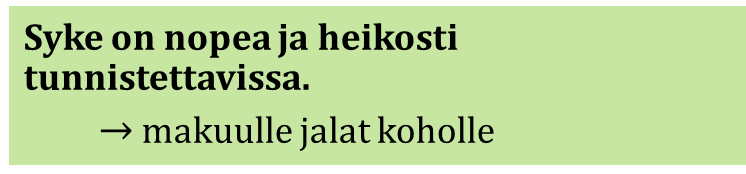 Syke on nopea ja heikosti
tunnistettavissa.
→ makuulle jalat koholle